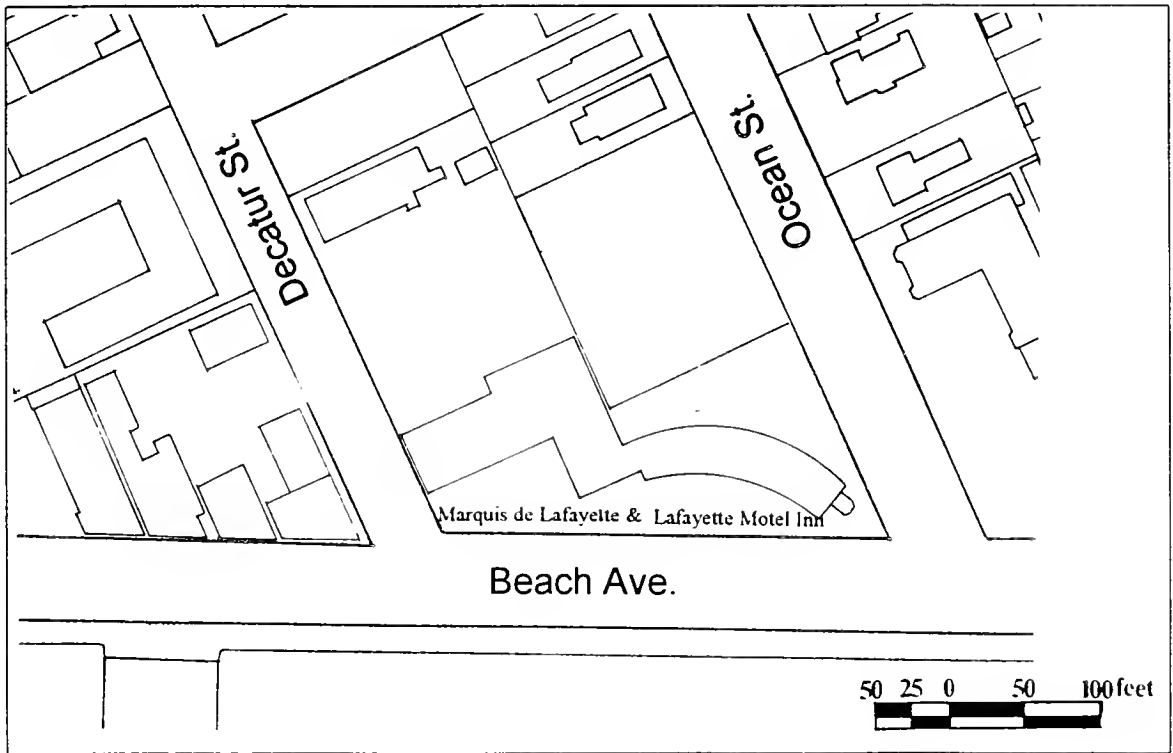 Decatur St.
Ocean St.
Marquis de Lafayette & Lafayette Motel Inn
Beach Ave.
50 25 0 50 100 feet